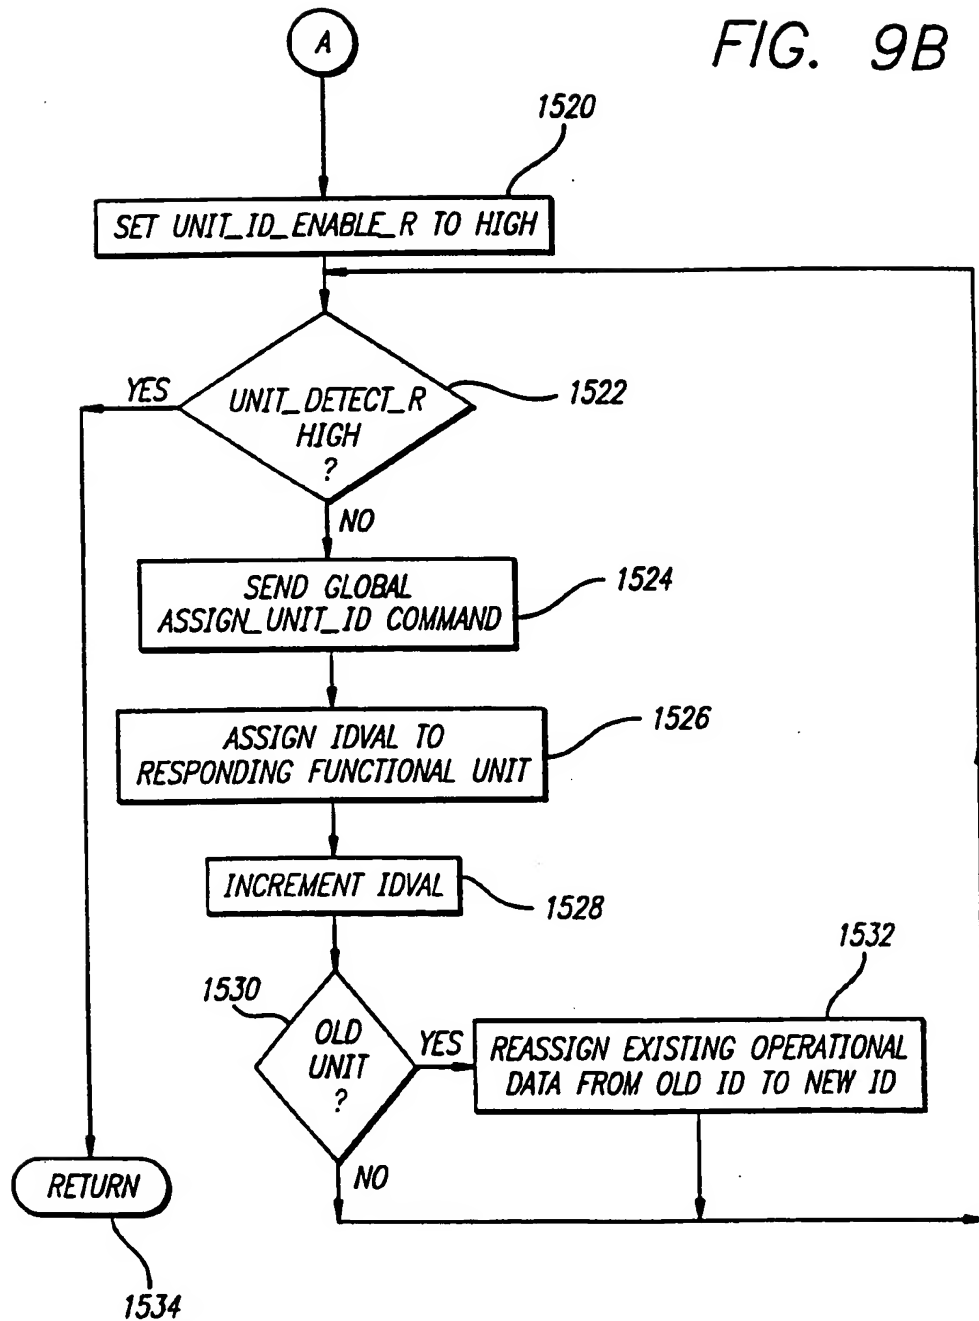 A
FIG. 9B
1520
SET UNIT_ID_ENABLE_R TO HIGH
YES
UNIT_DETECT_R
HIGH
?
1522
NO
SEND GLOBAL
ASSIGN_UNIT_ID COMMAND
1524
ASSIGN IDVAL TO
RESPONDING FUNCTIONAL UNIT
1526
INCREMENT IDVAL
1528
1530
OLD
UNIT
?
YES
1532
REASSIGN EXISTING OPERATIONAL
DATA FROM OLD ID TO NEW ID
NO
RETURN
1534